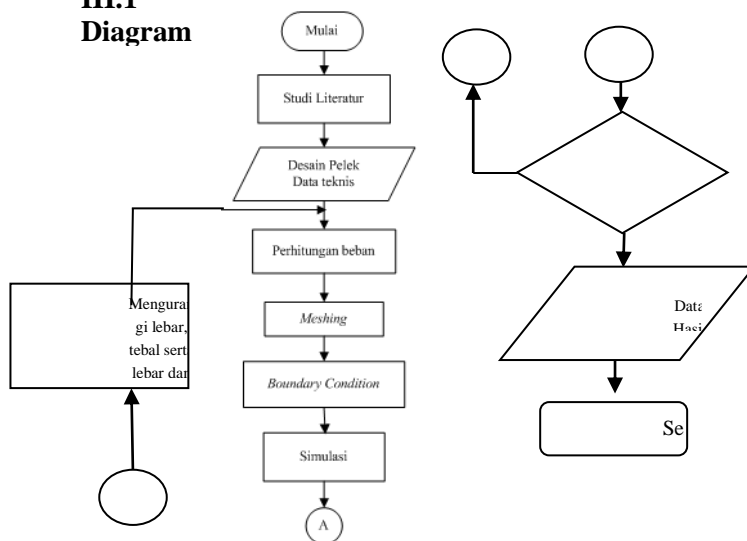 III.1
Diagram
Mulai
Studi Literatur
Desain Pelek
Data teknis
Perhitungan beban
Mengura
gi lebar,
tebal sert
lebar dar
Meshing
Boundary Condition
Simulasi
A
Data
Hasi
Se